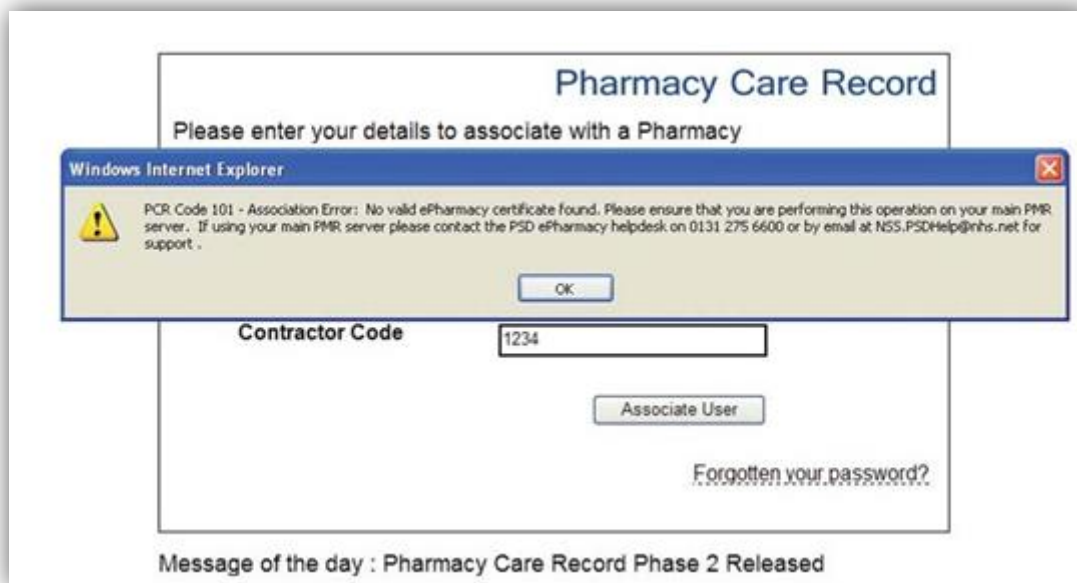 Pharmacy Care Record
Please enter your details to associate with a Pharmacy
Windows Internet Explorer
PCR Code 101 - Association Error: No valid ePharmacy certificate found. Please ensure that you are performing this operation on your main PMR
server. If using your main PMR server please contact the PSD ePharmacy helpdesk on 0131 275 6600 or by email at NSS.PSDHelp@nhs.net for
support .
OK
Contractor Code
1234
Associate User
Forgotten your password?
Message of the day : Pharmacy Care Record Phase 2 Released